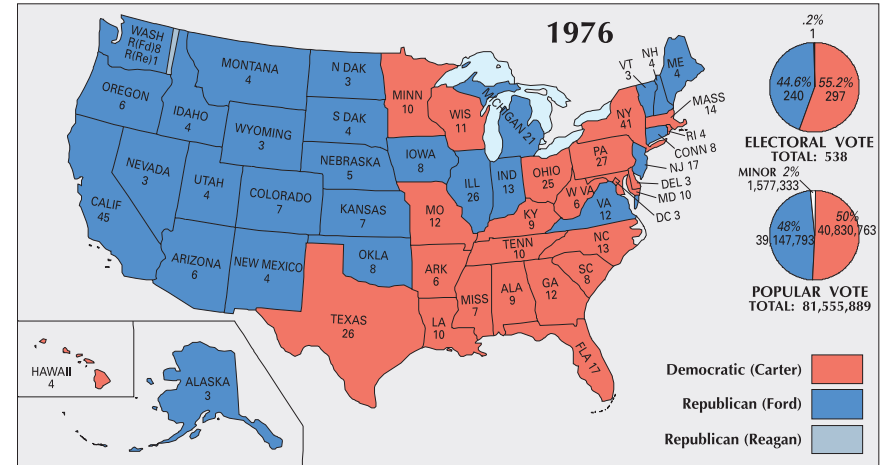 1976
WASH
R(Fd)8
R(Re)1
OREGON
6
CALIF
45
NEVADA
3
IDAHO
4
MONTANA
4
WYOMING
3
UTAH
4
ARIZONA
6
COLORADO
7
NEW MEXICO
4
N DAK
3
S DAK
4
NEBRASKA
5
KANSAS
7
OKLA
8
TEXAS
26
MINN
10
IOWA
8
MO
12
ARK
6
LA
10
WIS
11
ILL
26
MICHIGAN 21
IND
13
OHIO
25
KY
9
TENN
10
MISS
7
ALA
9
GA
12
FLA 17
SC
8
NC
13
VA
12
W VA
6
PA
27
NY
41
VT
3
NH
4
ME
4
MASS
14
RI 4
CONN 8
NJ 17
DEL 3
MD 10
DC 3
HAWAII
4
ALASKA
3
.2%
1
44.6%
240
55.2%
297
ELECTORAL VOTE
TOTAL: 538
MINOR 2%
1,577,333
48%
39,147,793
50%
40,830,763
POPULAR VOTE
TOTAL: 81,555,889
Democratic (Carter)
Republican (Ford)
Republican (Reagan)